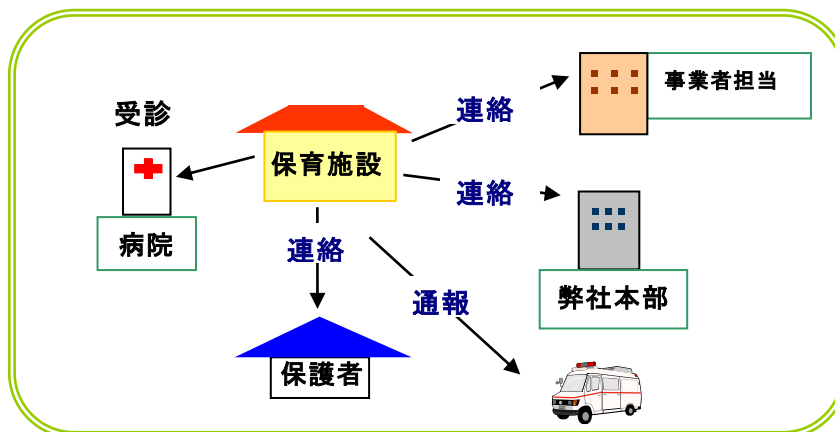 事業者担当
連絡
受診
保育施設
連絡
病院
連絡
弊社本部
通報
保護者